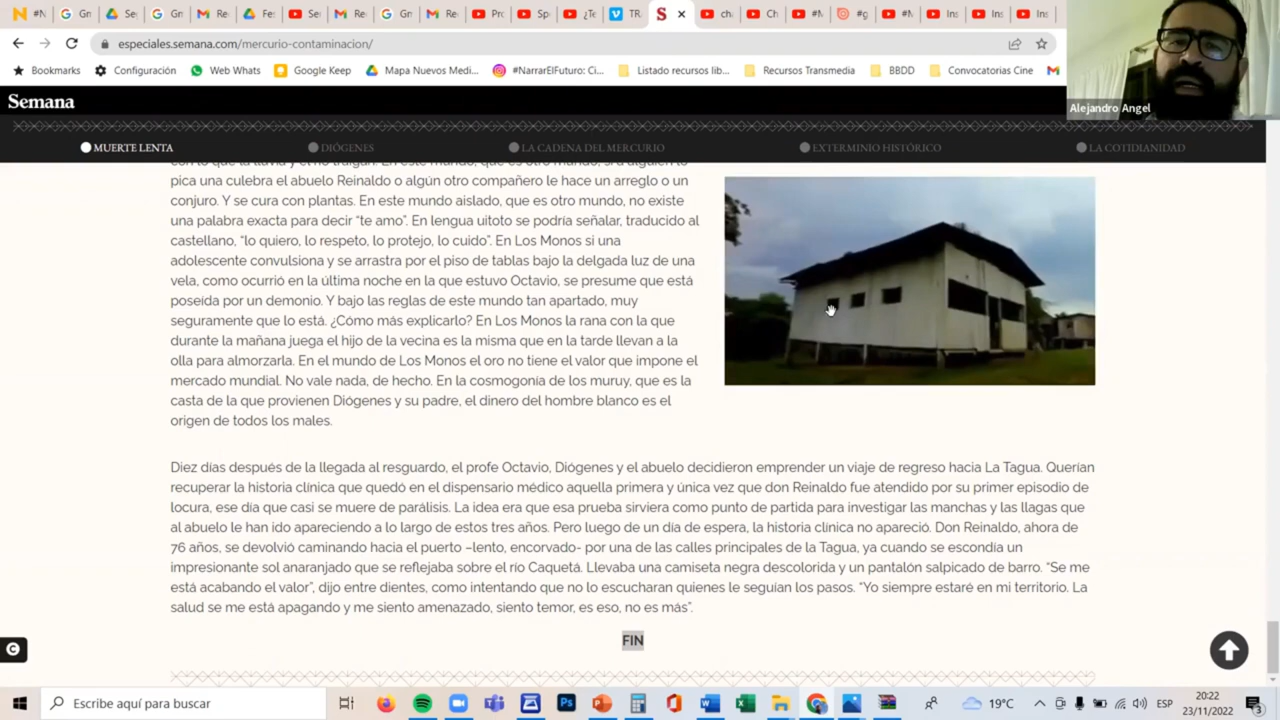 #N
Gm
Se
Gm
Re
Fe
Se
Re
Gm
Re
Pro
Sp
¿Te
TR
ch
Ch
#M
#g
#M
Ins
Ins
Ins
especiales.semana.com/mercurio-contaminacion/
Bookmarks
Configuración
Web Whats
Google Keep
Mapa Nuevos Medi...
#NarrarElFuturo: Ci...
Listado recursos lib...
Recursos Transmedia
BBDD
Convocatorias Cine
Alejandro Angel
Semana
MUERTE LENTA
DIÓGENES
LA CADENA DEL MERCURIO
EXTERMINIO HISTÓRICO
LA COTIDIANIDAD
pica una culebra el abuelo Reinaldo o algún otro compañero le hace un arreglo o un
conjuro. Y se cura con plantas. En este mundo aislado, que es otro mundo, no existe
una palabra exacta para decir “te amo”. En lengua uitoto se podría señalar, traducido al
castellano, “lo quiero, lo respeto, lo protejo, lo cuido”. En Los Monos si una
adolescente convulsiona y se arrastra por el piso de tablas bajo la delgada luz de una
vela, como ocurrió en la última noche en la que estuvo Octavio, se presume que está
poseída por un demonio. Y bajo las reglas de este mundo tan apartado, muy
seguramente que lo está. ¿Cómo más explicarlo? En Los Monos la rana con la que
durante la mañana juega el hijo de la vecina es la misma que en la tarde llevan a la
olla para almorzarla. En el mundo de Los Monos el oro no tiene el valor que impone el
mercado mundial. No vale nada, de hecho. En la cosmogonía de los muruy, que es la
casta de la que provienen Diógenes y su padre, el dinero del hombre blanco es el
origen de todos los males.
Diez días después de la llegada al resguardo, el profe Octavio, Diógenes y el abuelo decidieron emprender un viaje de regreso hacia La Tagua. Querían
recuperar la historia clínica que quedó en el dispensario médico aquella primera y única vez que don Reinaldo fue atendido por su primer episodio de
locura, ese día que casi se muere de parálisis. La idea era que esa prueba sirviera como punto de partida para investigar las manchas y las llagas que
al abuelo le han ido apareciendo a lo largo de estos tres años. Pero luego de un día de espera, la historia clínica no apareció. Don Reinaldo, ahora de
76 años, se devolvió caminando hacia el puerto –lento, encorvado- por una de las calles principales de la Tagua, ya cuando se escondía un
impresionante sol anaranjado que se reflejaba sobre el río Caquetá. Llevaba una camiseta negra descolorida y un pantalón salpicado de barro. “Se me
está acabando el valor”, dijo entre dientes, como intentando que no lo escucharan quienes le seguían los pasos. “Yo siempre estaré en mi territorio. La
salud se me está apagando y me siento amenazado, siento temor, es eso, no es más”.
FIN
Escribe aquí para buscar
19°C
ESP
20:22
23/11/2022
3